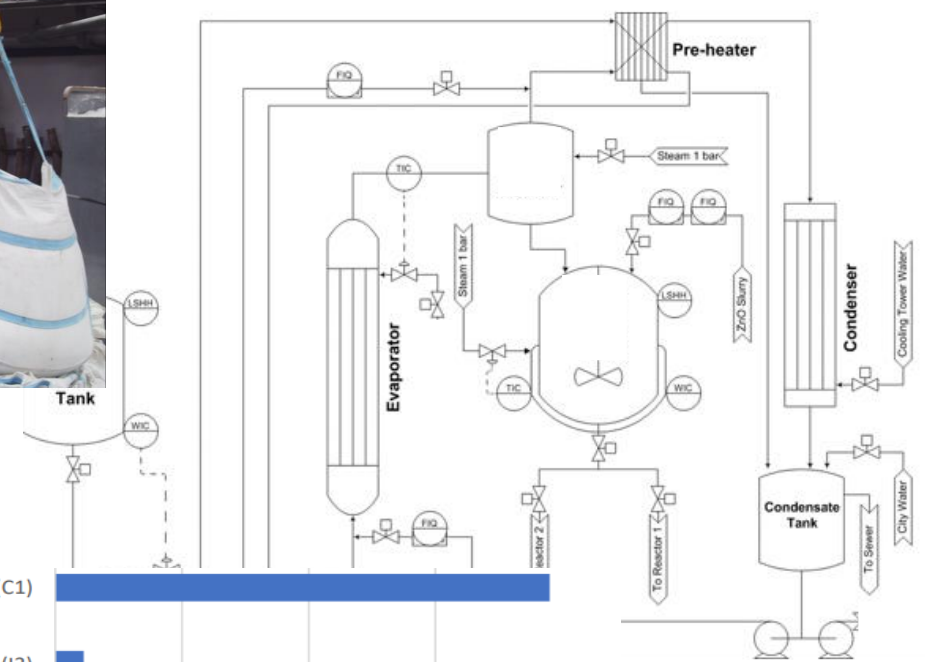 Pre-heater
FIQ
TIC
Steam 1 bar
FIQ
FIQ
Steam 1 bar
ZnO Slurry
LSHH
LSHH
Evaporator
Condenser
Cooling Tower Water
Tank
TIC
WIC
WIC
Condensate
Tank
City Water
FIQ
To Reactor 1
To Sewer
C1)